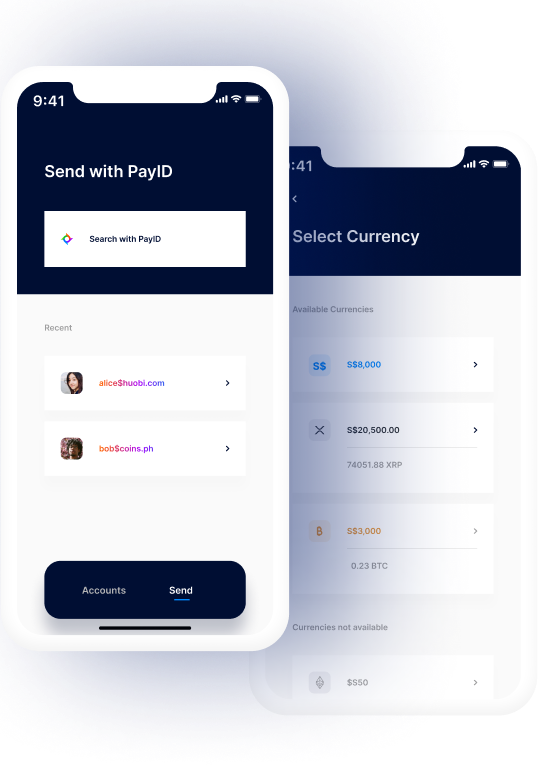 9:41
Send with PayID
Search with PayID
Recent
alice$huobi.com
bob$coins.ph
Accounts
Send
:41
Select Currency
Available Currencies
S$
S$8,000
S$20,500.00
74051.88 XRP
S$3,000
0.23 BTC
Currencies not available
$S50